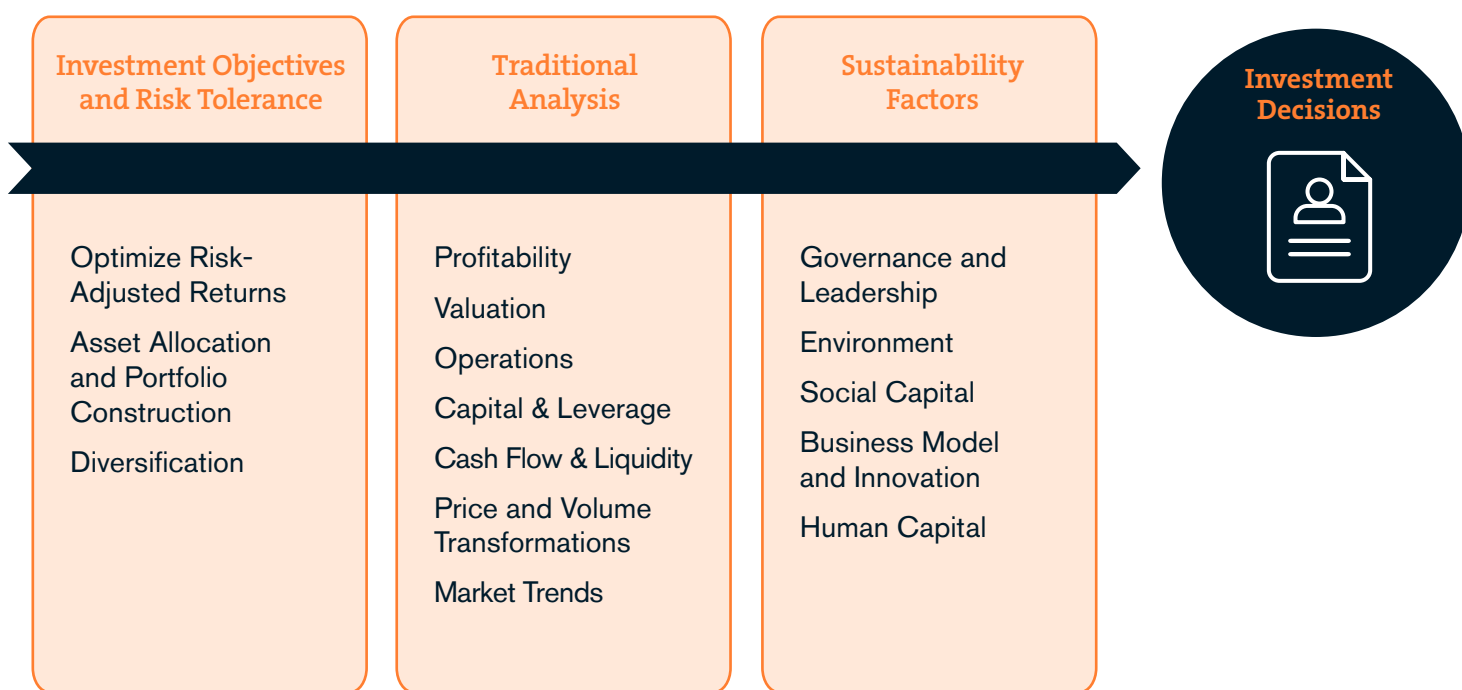 Investment Objectives
and Risk Tolerance
Optimize Risk-
Adjusted Returns
Asset Allocation
and Portfolio
Construction
Diversification
Traditional
Analysis
Profitability
Valuation
Operations
Capital & Leverage
Cash Flow & Liquidity
Price and Volume
Transformations
Market Trends
Sustainability
Factors
Governance and
Leadership
Environment
Social Capital
Business Model
and Innovation
Human Capital
Investment
Decisions